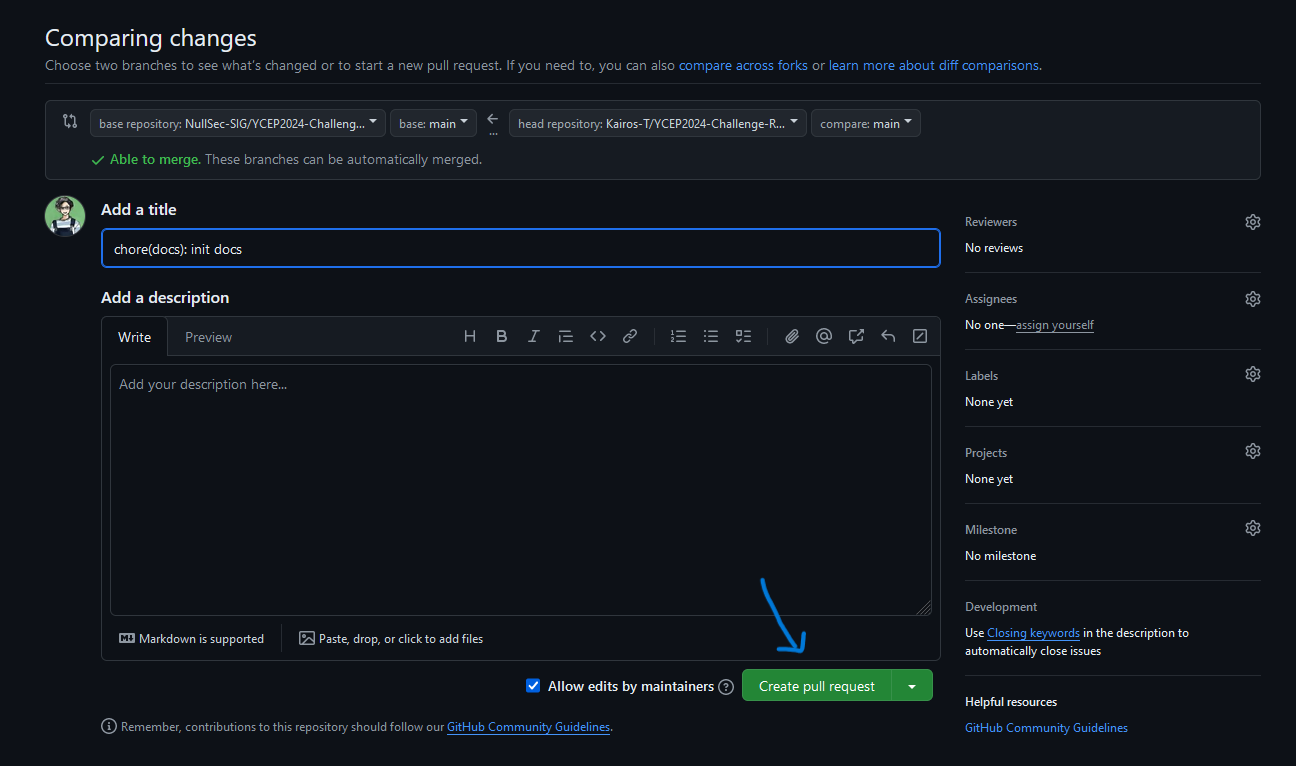 Comparing changes
Choose two branches to see what's changed or to start a new pull request. If you need to, you can also compare across forks or learn more about diff comparisons.
base repository: NullSec-SIG/YCEP2024-Challeng... base: main ... head repository: Kairos-T/YCEP2024-Challenge-R... compare: main
Able to merge. These branches can be automatically merged.
Add a title
chore(docs): init docs
Add a description
Write Preview
Add your description here...
Markdown is supported Paste, drop, or click to add files
Allow edits by maintainers ? Create pull request
Remember, contributions to this repository should follow our GitHub Community Guidelines.
Reviewers
No reviews
Assignees
No one—assign yourself
Labels
None yet
Projects
None yet
Milestone
No milestone
Development
Use Closing keywords in the description to
automatically close issues
Helpful resources
GitHub Community Guidelines